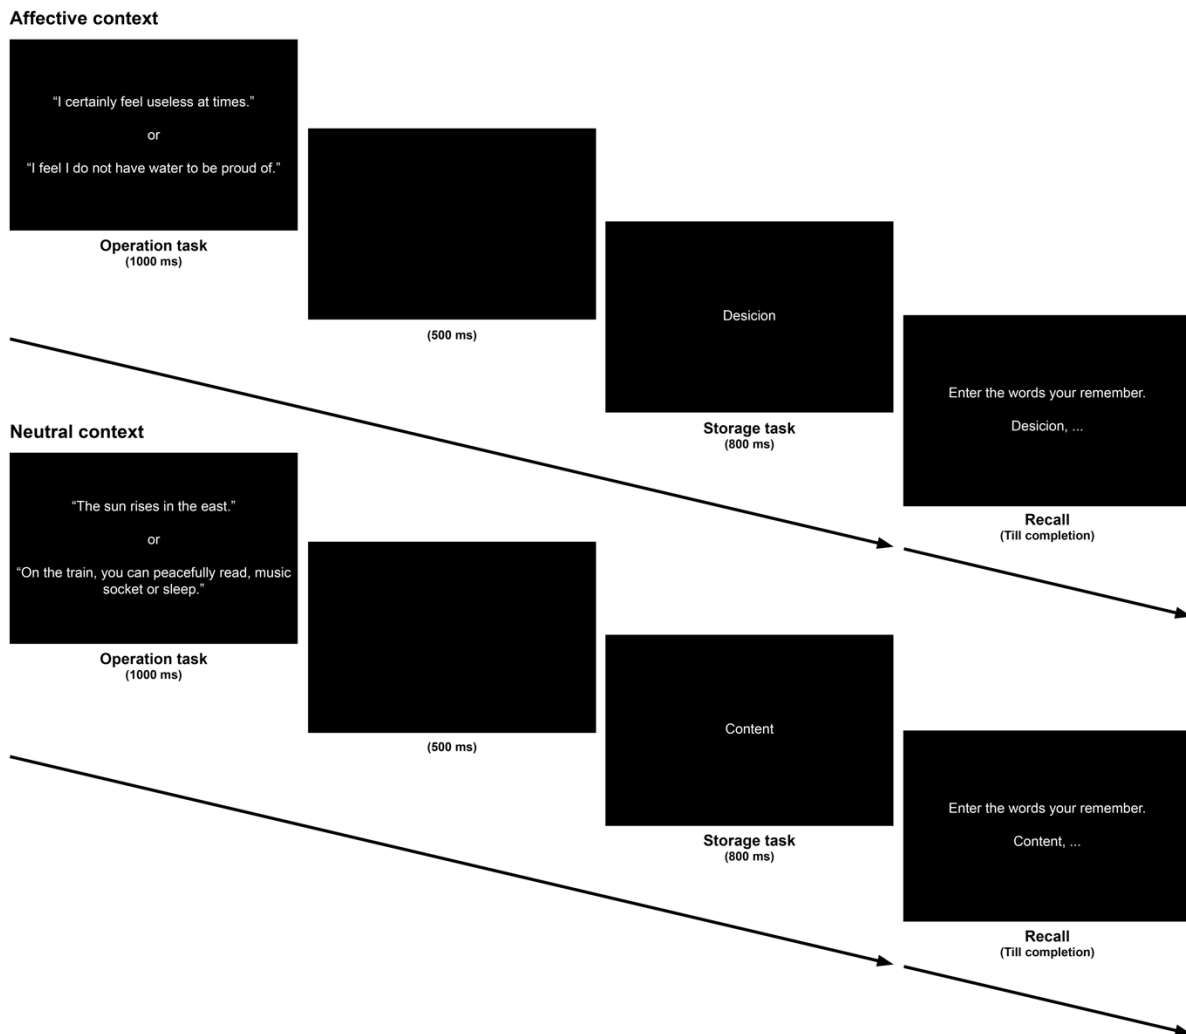 Affective context
“I certainly feel useless at times.”
or
“I feel I do not have water to be proud of.”
Operation task
(1000 ms)
(500 ms)
Desicion
Storage task
(800 ms)
Enter the words your remember.
Desicion, ...
Recall
(Till completion)
Neutral context
“The sun rises in the east.”
or
“On the train, you can peacefully read, music
socket or sleep.”
Operation task
(1000 ms)
(500 ms)
Content
Storage task
(800 ms)
Enter the words your remember.
Content, ...
Recall
(Till completion)